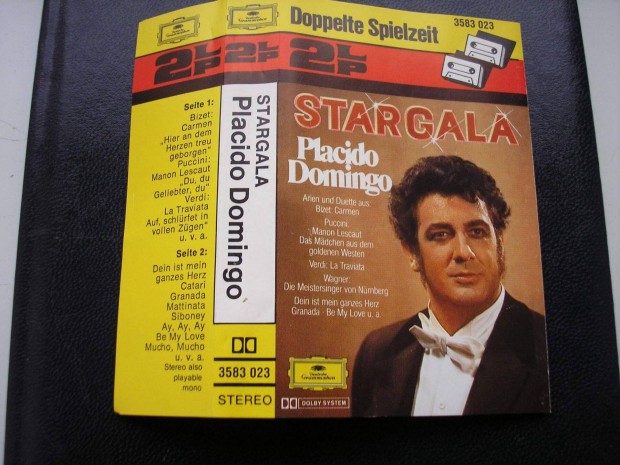 2LP
Seite 1:
Bizet:
Carmen
„Hier an dem
Herzen treu
geborgen"
Puccini:
Manon Lescaut
„Du, du
Geliebter, du"
Verdi:
La Traviata
Auf, schlürfet in
vollen Zügen"
u. v. a.
Seite 2:
Dein ist mein
ganzes Herz
Catari
Granada
Mattinata
Siboney
Ay, Ay, Ay
Be My Love
Mucho, Mucho
u. v. a.
Stereo also
playable
mono
2LP
STARGALA
Placido Domingo
3583 023
STEREO
Doppelte Spielzeit
3583 023
2LP
STARGALA
Placido
Domingo
Arien und Duette aus:
Bizet: Carmen
Puccini:
Manon Lescaut
Das Mädchen aus dem
goldenen Westen
Verdi: La Traviata
Wagner:
Die Meistersinger von Nürnberg
Dein ist mein ganzes Herz
Granada · Be My Love u. a.
Deutsche
Grammophon
DOLBY SYSTEM